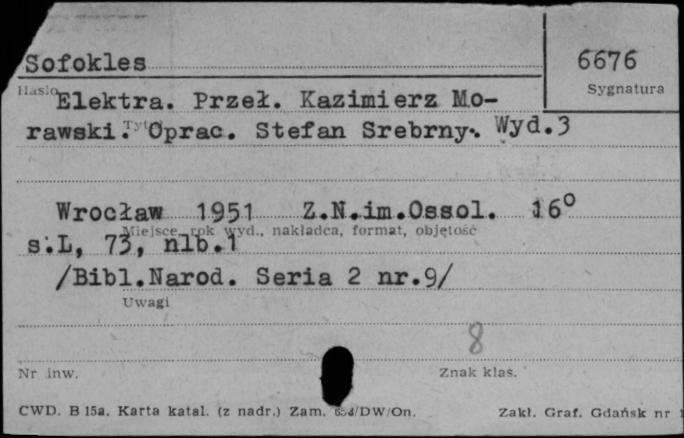 Sofokles
6676
Hasło
Sygnatura
Elektra. Przeł. Kazimierz Mo-
rawski. Oprac. Stefan Srebrny. Wyd.3
Tytuł
Wrocław 1951 Z.N.im.Ossol. 16°
Miejsce, rok wyd., nakładca, format, objętość
s.L, 73, nlb.1
/Bibl.Narod. Seria 2 nr.9/
Uwagi
8
Nr inw.
Znak klas.
CWD. B 15a. Karta katal. (z nadr.) Zam. /DW/On.
Zakł. Graf. Gdańsk nr